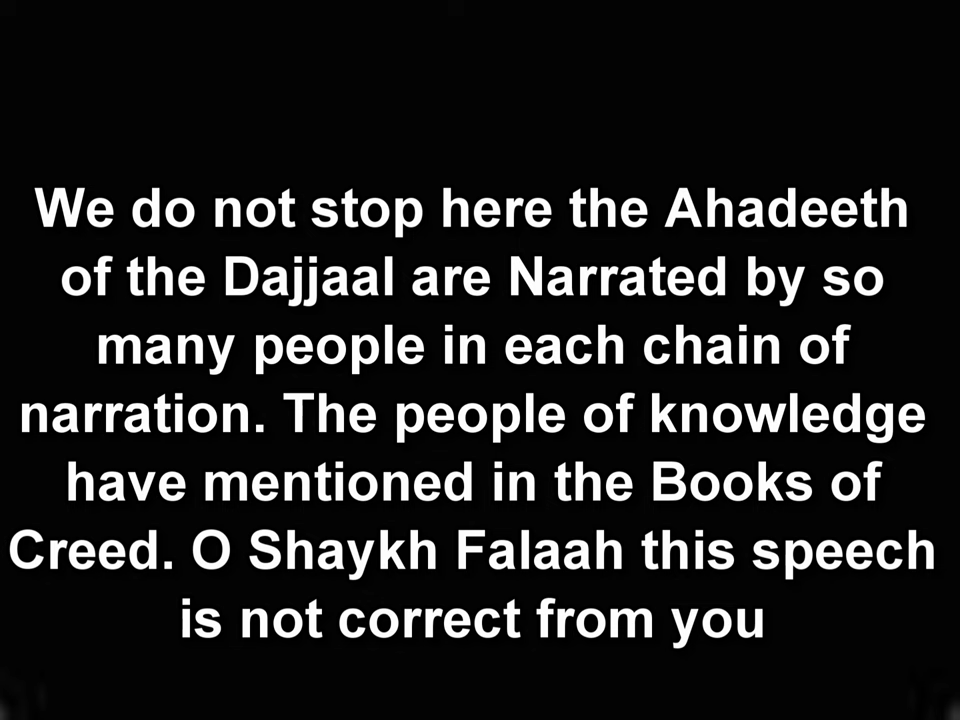 We do not stop here the Ahadeeth
of the Dajjaal are Narrated by so
many people in each chain of
narration. The people of knowledge
have mentioned in the Books of
Creed. O Shaykh Falaah this speech
is not correct from you